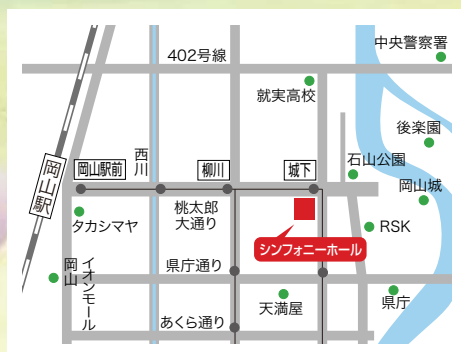 中央警察署
402号線
就実高校
後楽園
西川
石山公園
岡山駅前
柳川
城下
岡山城
岡山駅
桃太郎
大通り
タカシマヤ
RSK
シンフォニーホール
県庁通り
イオンモール
岡山
天満屋
県庁
あくら通り